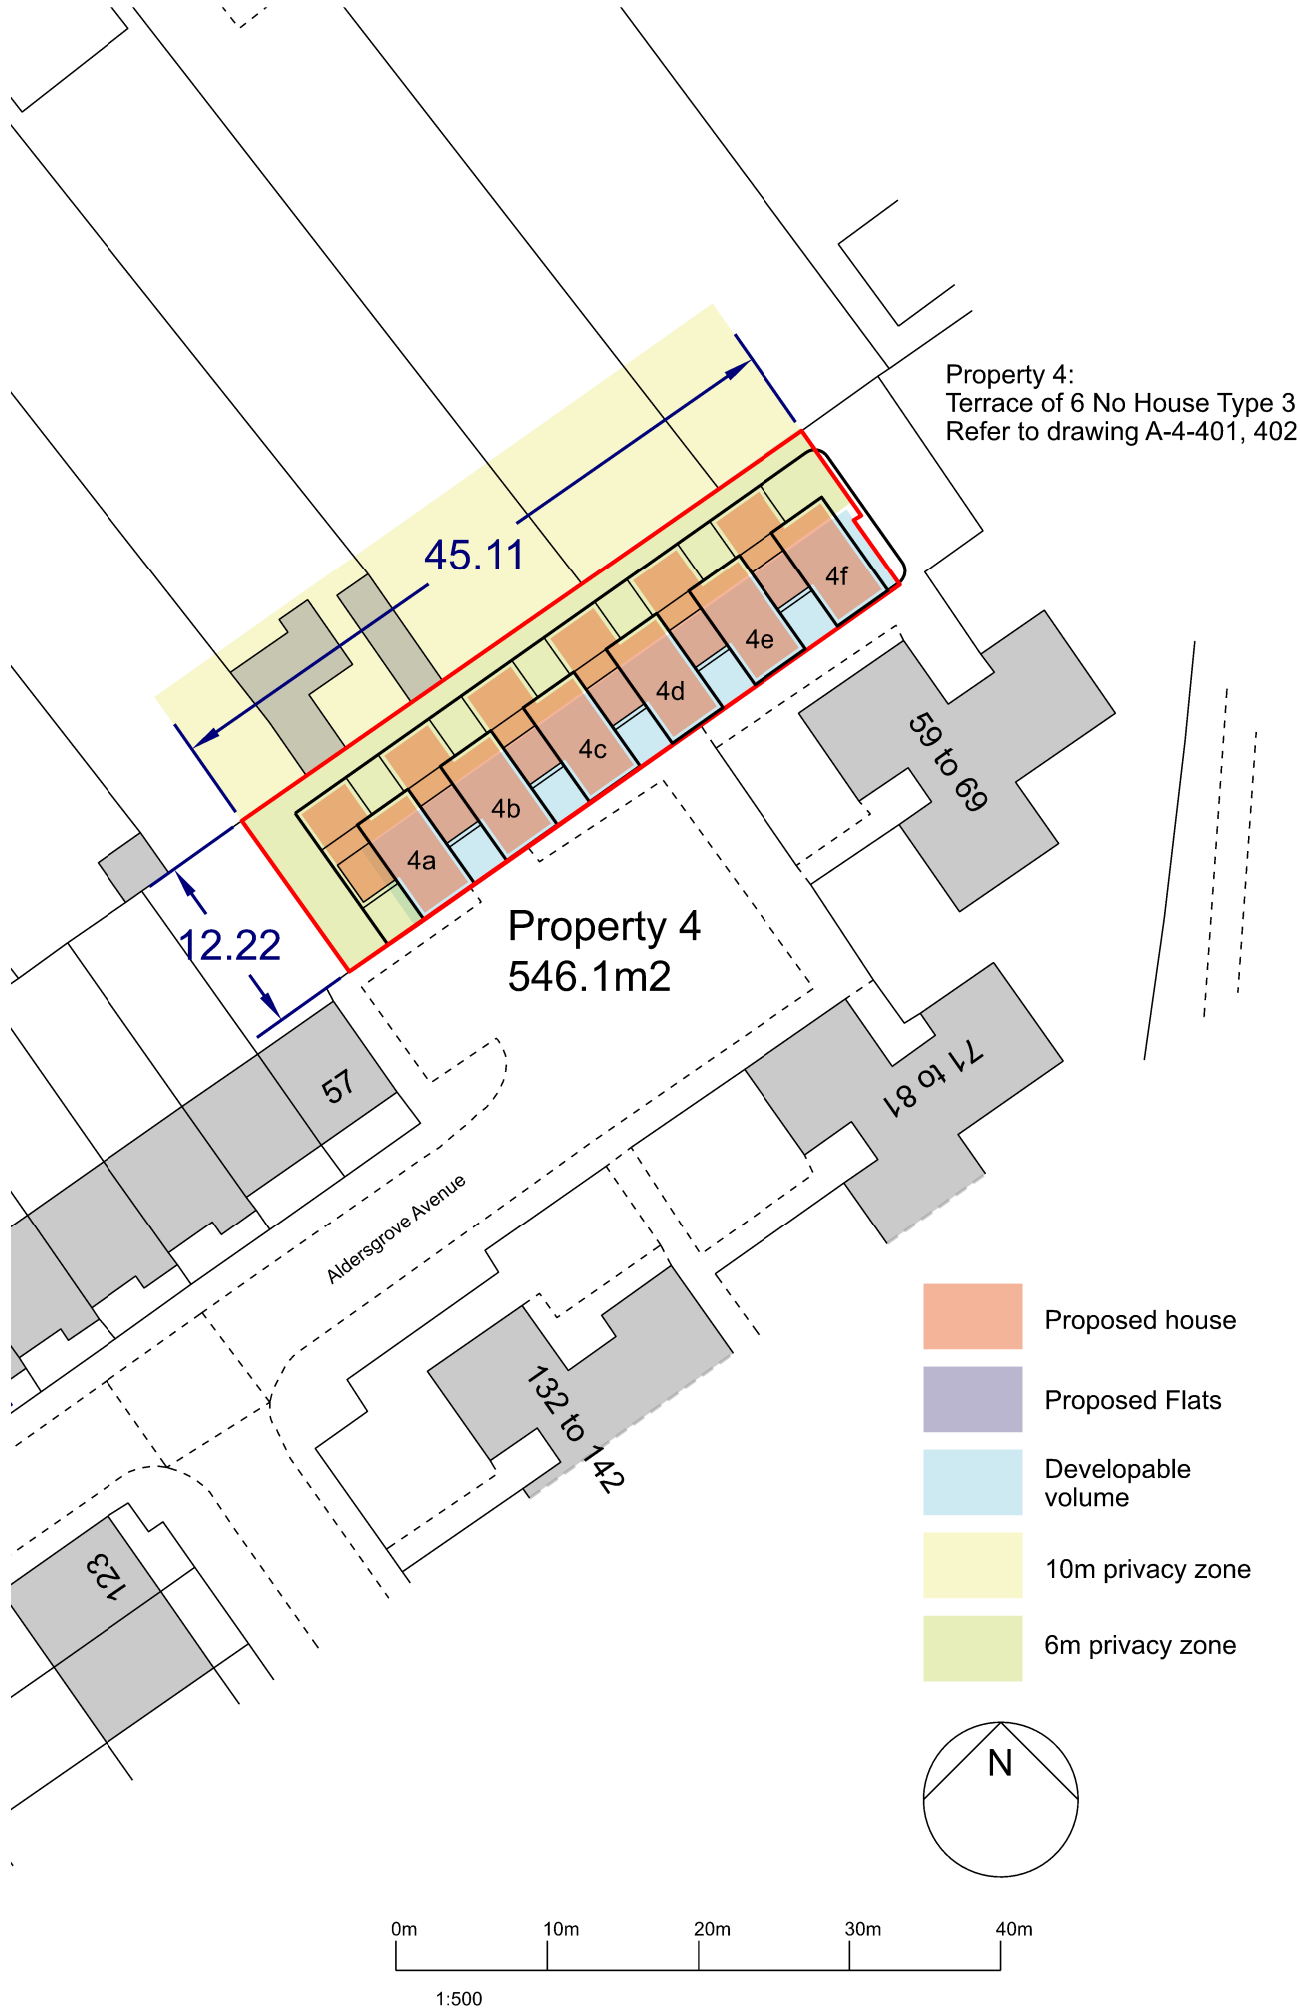 Property 4:
Terrace of 6 No House Type 3
Refer to drawing A-4-401, 402
45.11
4f
4e
4d
4c
4b
4a
12.22
59 to 69
Property 4
546.1m2
57
71 to 81
Aldersgrove Avenue
132 to 142
123
Proposed house
Proposed Flats
Developable
volume
10m privacy zone
6m privacy zone
N
0m 10m 20m 30m 40m
1:500